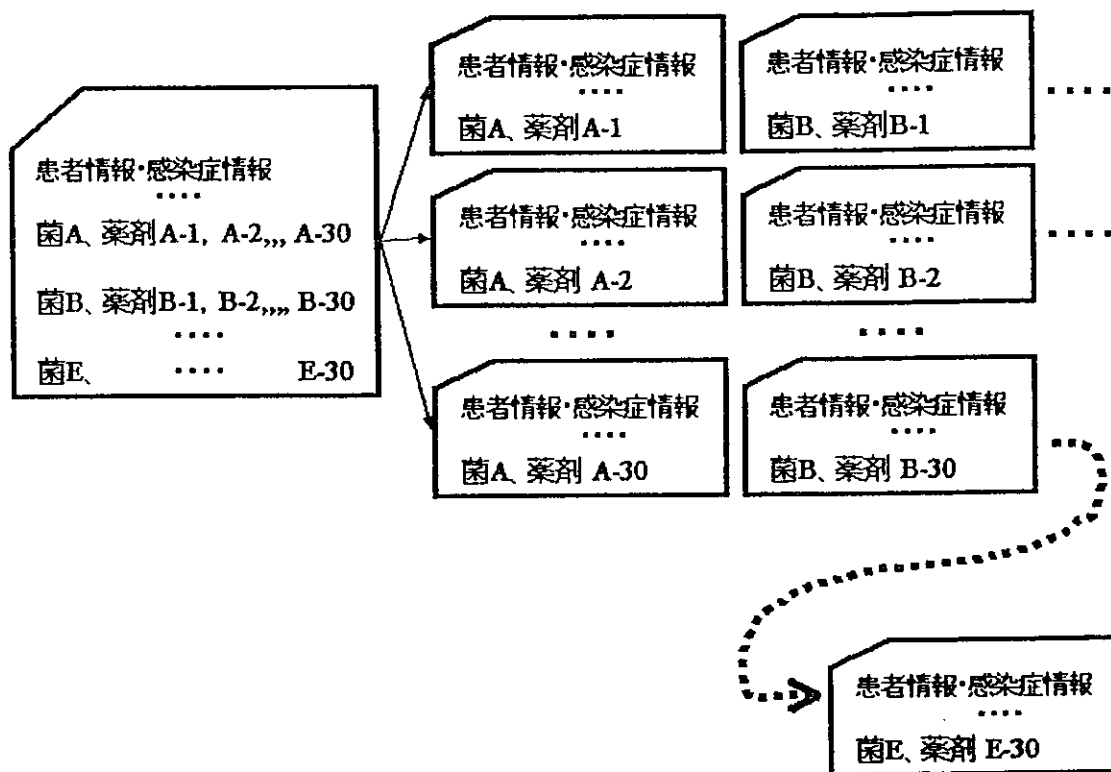 患者情報・感染症情報
・・・・
菌A、薬剤A-1, A-2,,,, A-30
菌B、薬剤B-1, B-2,,,,, B-30
・・・・
菌E、 ・・・・ E-30
患者情報・感染症情報
・・・・
菌A、薬剤A-1
患者情報・感染症情報
・・・・
菌B、薬剤B-1
患者情報・感染症情報
・・・・
菌A、薬剤 A-2
患者情報・感染症情報
・・・・
菌B、薬剤 B-2
患者情報・感染症情報
・・・・
菌A、薬剤 A-30
患者情報・感染症情報
・・・・
菌B、薬剤 B-30
患者情報・感染症情報
・・・・
菌E、薬剤 E-30